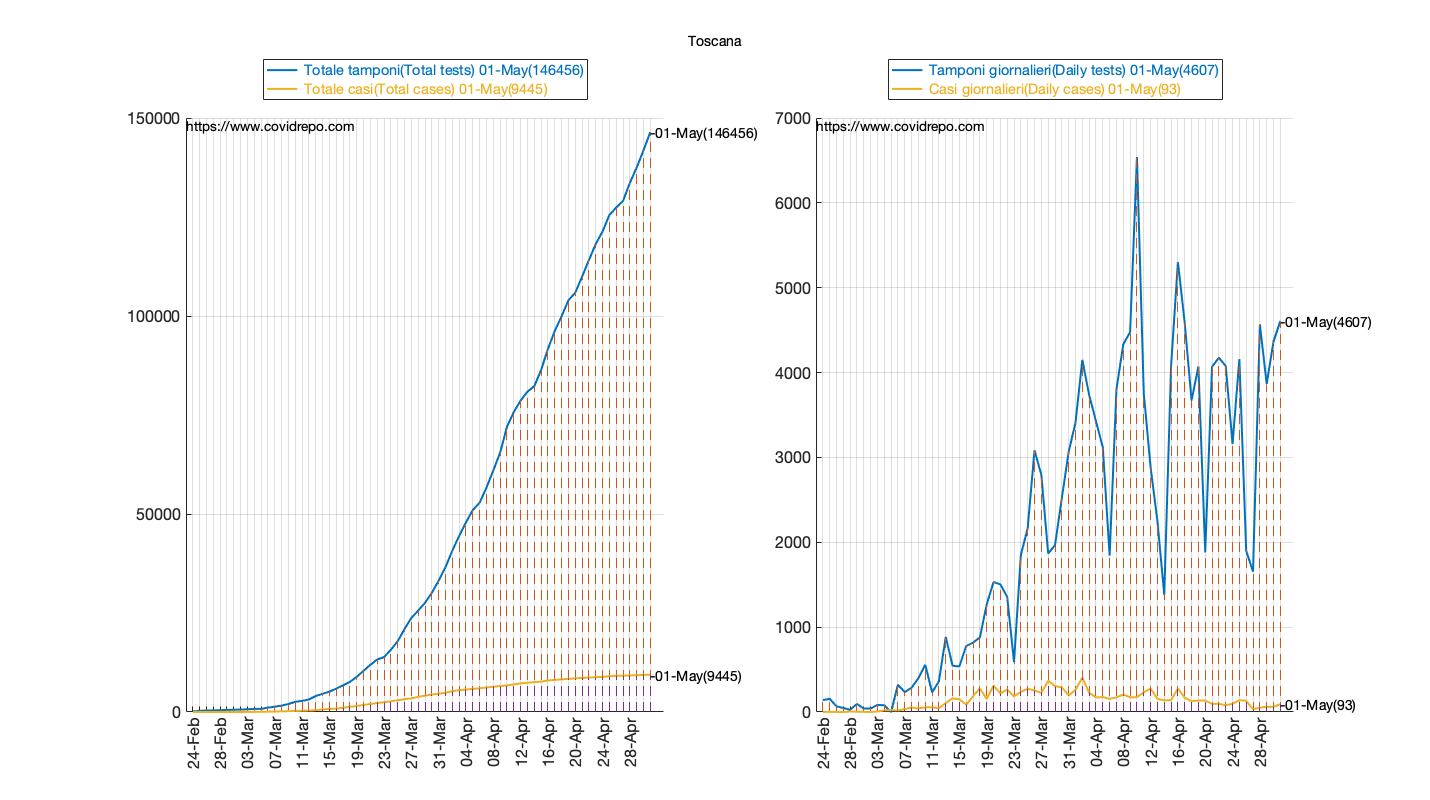 Toscana
Totale tamponi(Total tests) 01-May(146456)
Totale casi(Total cases) 01-May(9445)
https://www.covidrepo.com
150000
100000
50000
0
01-May(146456)
01-May(9445)
24-Feb
28-Feb
03-Mar
07-Mar
11-Mar
15-Mar
19-Mar
23-Mar
27-Mar
31-Mar
04-Apr
08-Apr
12-Apr
16-Apr
20-Apr
24-Apr
28-Apr
Tamponi giornalieri(Daily tests) 01-May(4607)
Casi giornalieri(Daily cases) 01-May(93)
https://www.covidrepo.com
7000
6000
5000
4000
3000
2000
1000
0
01-May(4607)
01-May(93)
24-Feb
28-Feb
03-Mar
07-Mar
11-Mar
15-Mar
19-Mar
23-Mar
27-Mar
31-Mar
04-Apr
08-Apr
12-Apr
16-Apr
20-Apr
24-Apr
28-Apr